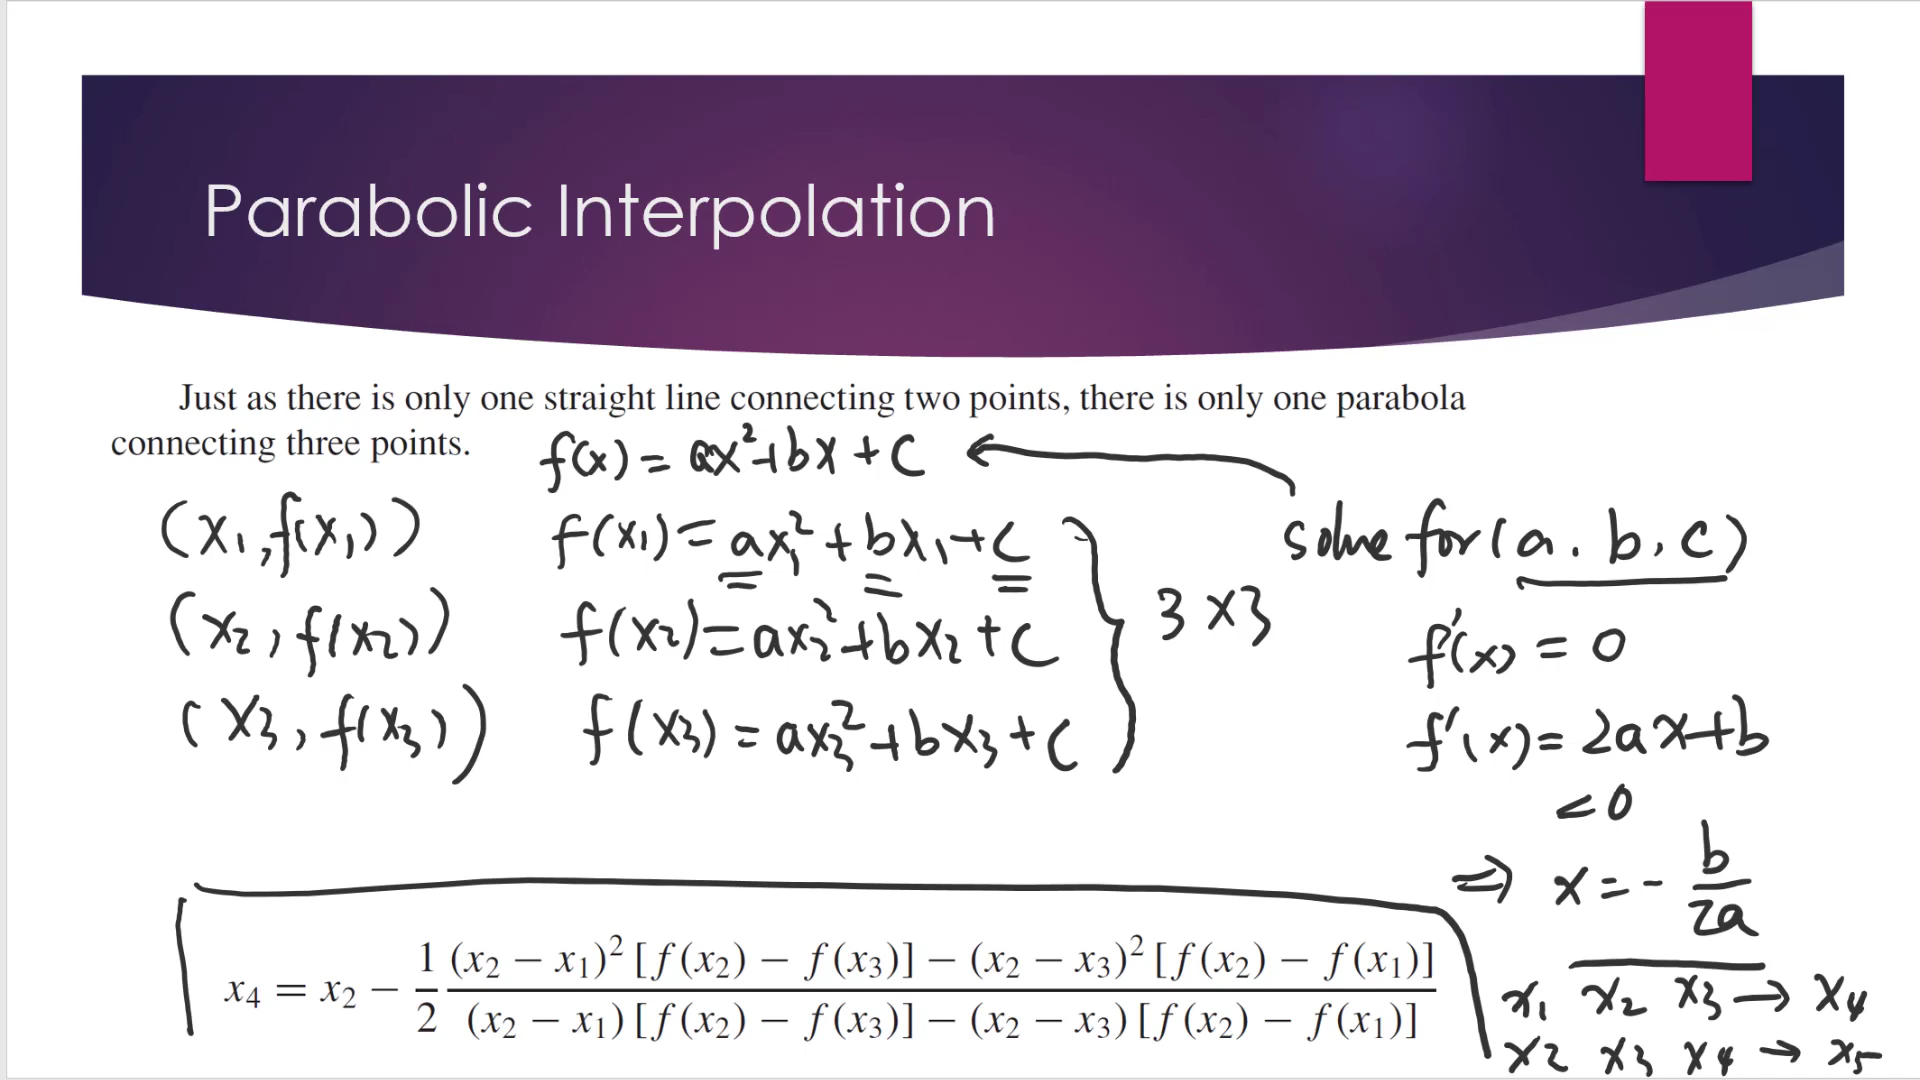 Parabolic Interpolation
Just as there is only one straight line connecting two points, there is only one parabola
connecting three points.
f(x) = ax²+bx+c
(x₁, f(x₁)) f(x₁) = ax₁²+bx₁+c solve for (a. b, c)
(x₂, f(x₂)) f(x₂) = ax₂²+bx₂+c 3 x 3 f'(x) = 0
(x₃, f(x₃)) f(x₃) = ax₃²+bx₃+c f'(x) = 2ax+b
= 0
⇒ x = - b/2a
x₄ = x₂ − 1/2 (x₂ − x₁)² [f(x₂) − f(x₃)] − (x₂ − x₃)² [f(x₂) − f(x₁)] / (x₂ − x₁) [f(x₂) − f(x₃)] − (x₂ − x₃) [f(x₂) − f(x₁)]
x₁ x₂ x₃ → x₄
x₂ x₃ x₄ → x₅